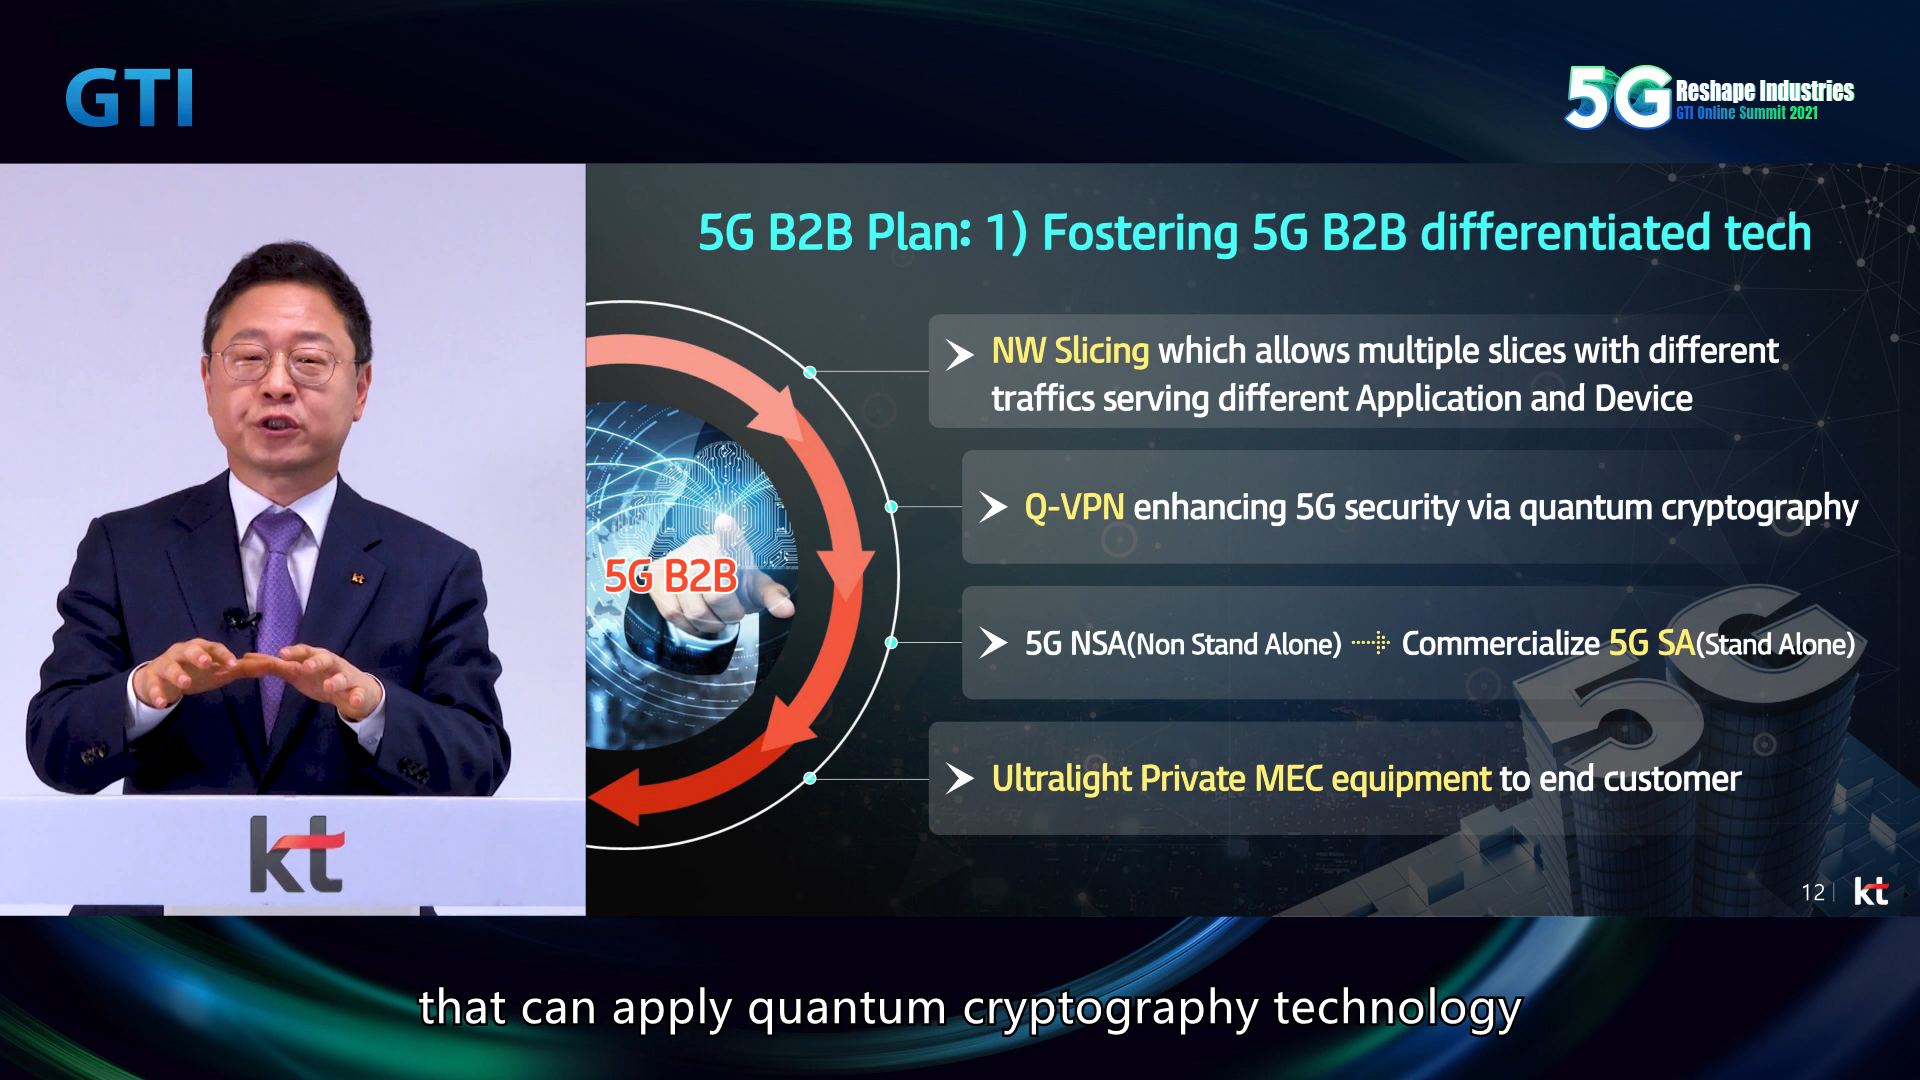 GTI
5G Reshape Industries
GTI Online Summit 2021
5G B2B Plan: 1) Fostering 5G B2B differentiated tech
NW Slicing which allows multiple slices with different
traffics serving different Application and Device
Q-VPN enhancing 5G security via quantum cryptography
5G B2B
5G NSA(Non Stand Alone) Commercialize 5G SA(Stand Alone)
Ultralight Private MEC equipment to end customer
5G
kt
kt
12 kt
that can apply quantum cryptography technology